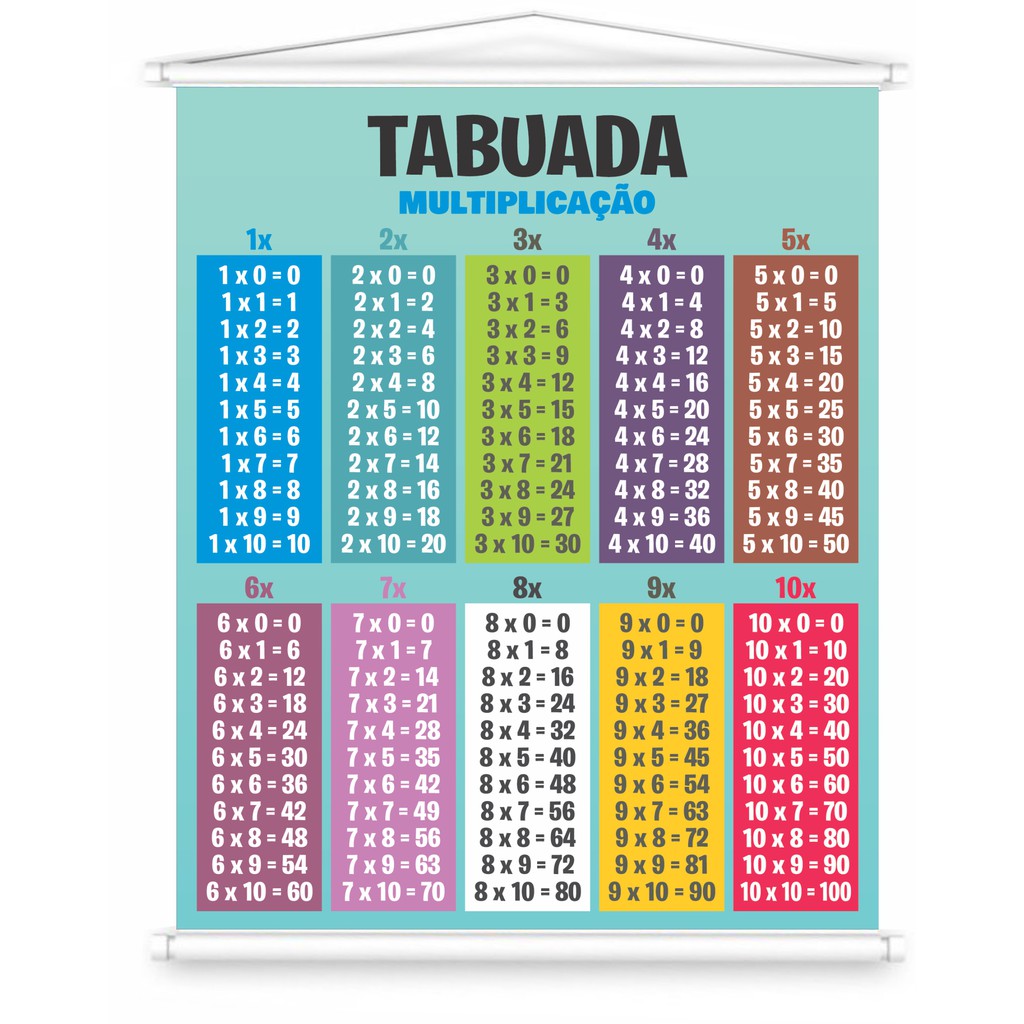 TABUADA
MULTIPLICAÇÃO
1x
1 x 0 = 0
1 x 1 = 1
1 x 2 = 2
1 x 3 = 3
1 x 4 = 4
1 x 5 = 5
1 x 6 = 6
1 x 7 = 7
1 x 8 = 8
1 x 9 = 9
1 x 10 = 10
2x
2 x 0 = 0
2 x 1 = 2
2 x 2 = 4
2 x 3 = 6
2 x 4 = 8
2 x 5 = 10
2 x 6 = 12
2 x 7 = 14
2 x 8 = 16
2 x 9 = 18
2 x 10 = 20
3x
3 x 0 = 0
3 x 1 = 3
3 x 2 = 6
3 x 3 = 9
3 x 4 = 12
3 x 5 = 15
3 x 6 = 18
3 x 7 = 21
3 x 8 = 24
3 x 9 = 27
3 x 10 = 30
4x
4 x 0 = 0
4 x 1 = 4
4 x 2 = 8
4 x 3 = 12
4 x 4 = 16
4 x 5 = 20
4 x 6 = 24
4 x 7 = 28
4 x 8 = 32
4 x 9 = 36
4 x 10 = 40
5x
5 x 0 = 0
5 x 1 = 5
5 x 2 = 10
5 x 3 = 15
5 x 4 = 20
5 x 5 = 25
5 x 6 = 30
5 x 7 = 35
5 x 8 = 40
5 x 9 = 45
5 x 10 = 50
6x
6 x 0 = 0
6 x 1 = 6
6 x 2 = 12
6 x 3 = 18
6 x 4 = 24
6 x 5 = 30
6 x 6 = 36
6 x 7 = 42
6 x 8 = 48
6 x 9 = 54
6 x 10 = 60
7x
7 x 0 = 0
7 x 1 = 7
7 x 2 = 14
7 x 3 = 21
7 x 4 = 28
7 x 5 = 35
7 x 6 = 42
7 x 7 = 49
7 x 8 = 56
7 x 9 = 63
7 x 10 = 70
8x
8 x 0 = 0
8 x 1 = 8
8 x 2 = 16
8 x 3 = 24
8 x 4 = 32
8 x 5 = 40
8 x 6 = 48
8 x 7 = 56
8 x 8 = 64
8 x 9 = 72
8 x 10 = 80
9x
9 x 0 = 0
9 x 1 = 9
9 x 2 = 18
9 x 3 = 27
9 x 4 = 36
9 x 5 = 45
9 x 6 = 54
9 x 7 = 63
9 x 8 = 72
9 x 9 = 81
9 x 10 = 90
10x
10 x 0 = 0
10 x 1 = 10
10 x 2 = 20
10 x 3 = 30
10 x 4 = 40
10 x 5 = 50
10 x 6 = 60
10 x 7 = 70
10 x 8 = 80
10 x 9 = 90
10 x 10 = 100